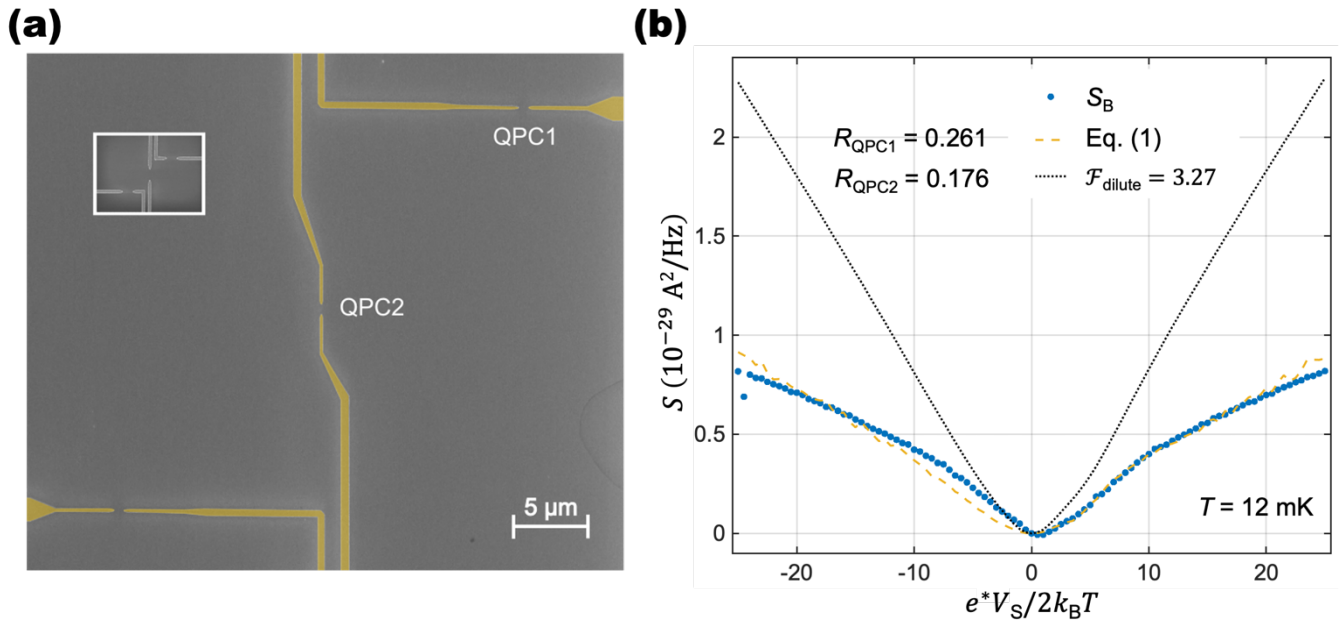 (a)
QPC1
QPC2
5 μm
(b)
S (10⁻²⁹ A²/Hz)
2
1.5
1
0.5
0
R_QPC1 = 0.261
R_QPC2 = 0.176
S_B
Eq. (1)
ℱ_dilute = 3.27
T = 12 mK
-20
-10
0
10
20
e*V_S/2k_BT